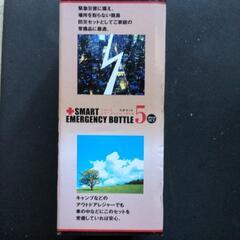 緊急災害に備え、
場所を取らない簡易
防災セットとしてご家庭の
常備品に最適。
SMART
EMERGENCY BOTTLE 5
キャンプなどの
アウトドアレジャーでも
車の中などにこのセットを
常備していれば安心。